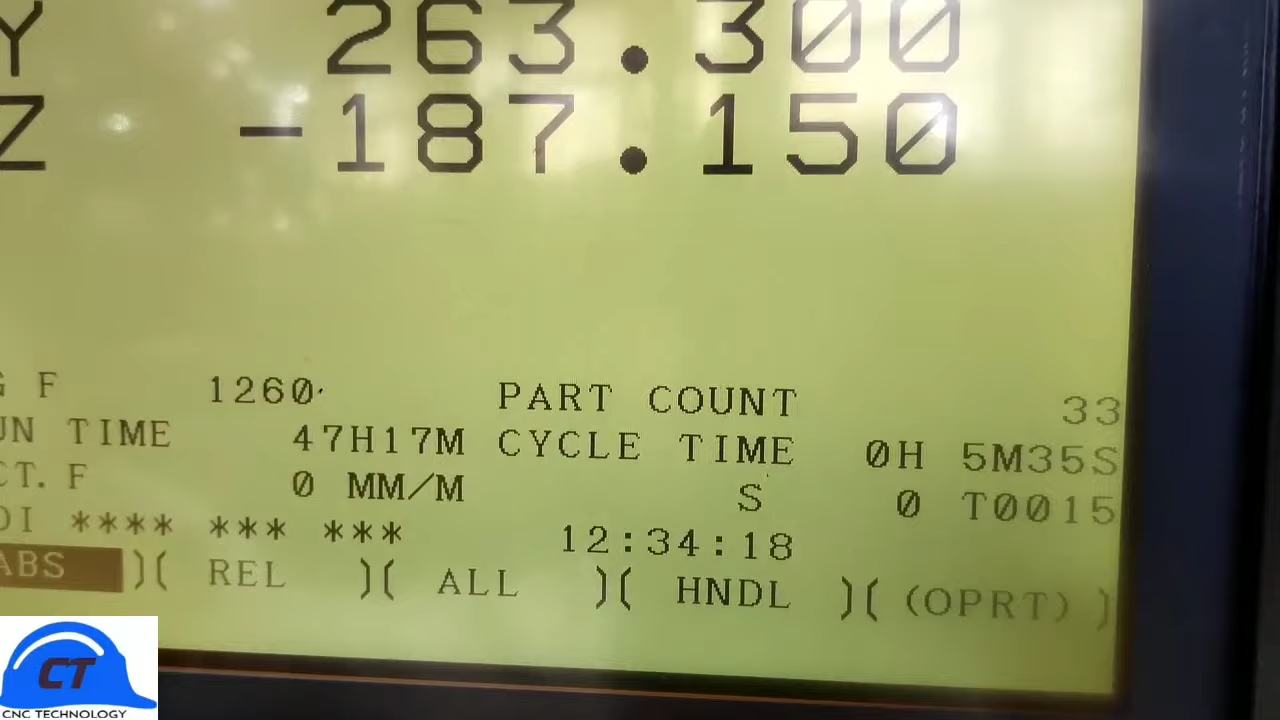 Y 263.300
Z -187.150
G F 1260 PART COUNT 33
UN TIME 47H17M CYCLE TIME 0H 5M35S
CT. F 0 MM/M S 0 T0015
DI **** *** *** 12:34:18
ABS )( REL )( ALL )( HNDL )( (OPRT) )
CT
CNC TECHNOLOGY